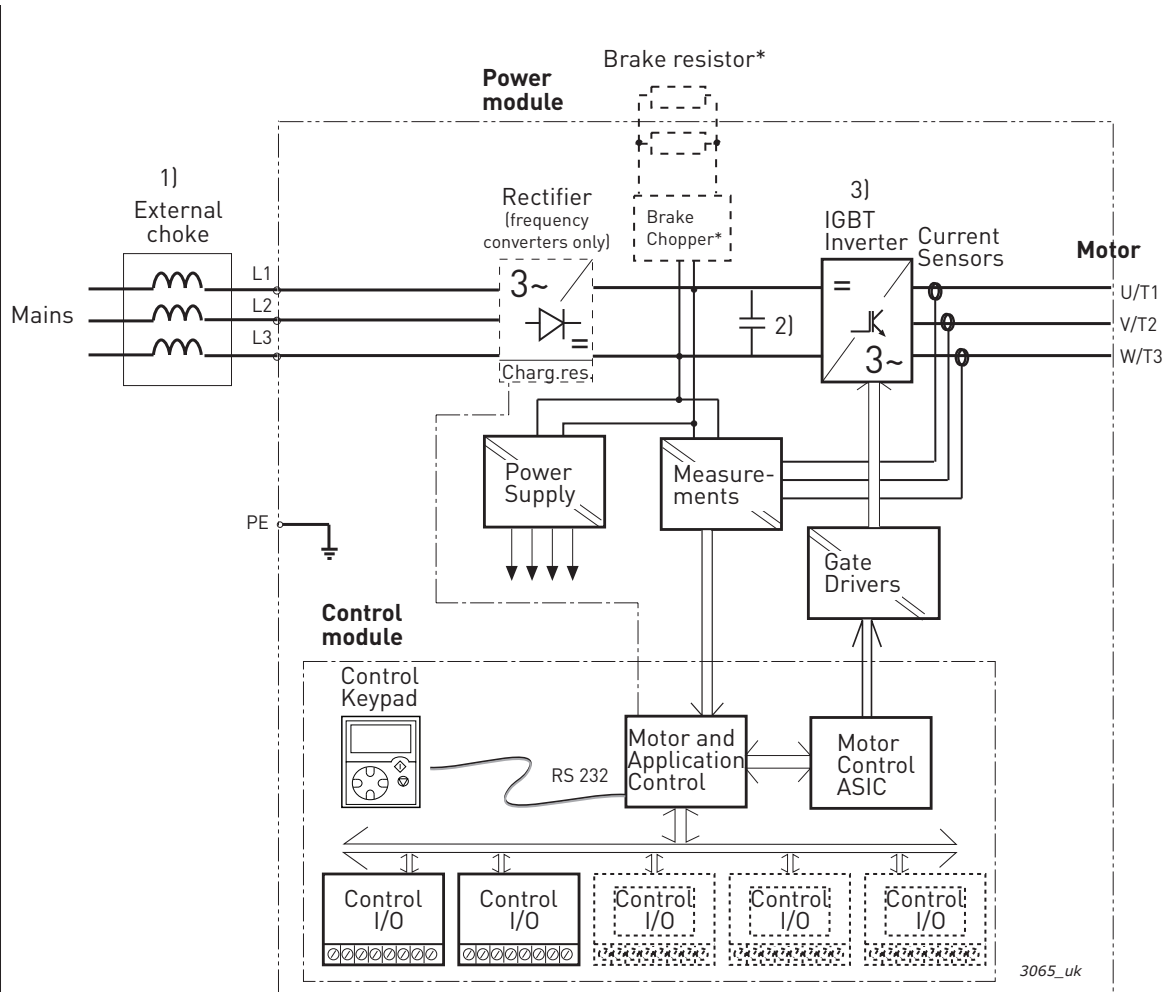 Brake resistor*
Power
module
1)
External
choke
Rectifier
(frequency
converters only)
Brake
Chopper*
3)
IGBT
Inverter
Current
Sensors
Motor
Mains
L1
L2
L3
3~
=
Charg.res.
2)
=
3~
U/T1
V/T2
W/T3
Power
Supply
Measure-
ments
PE
Gate
Drivers
Control
module
Control
Keypad
RS 232
Motor and
Application
Control
Motor
Control
ASIC
Control
I/O
Control
I/O
Control
I/O
Control
I/O
Control
I/O
3065_uk